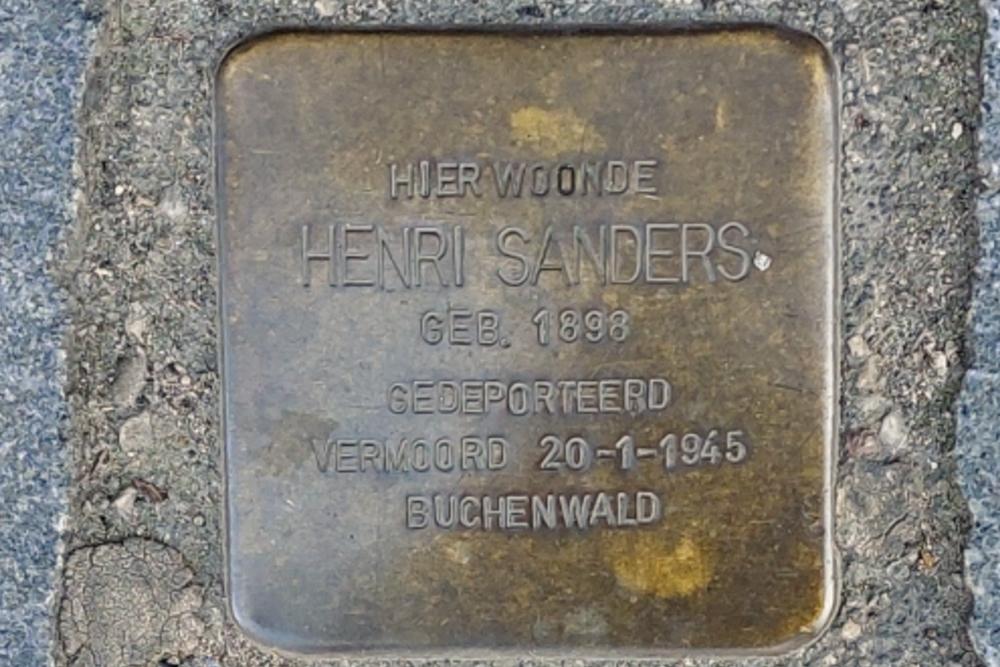 HIER WOONDE
HENRI SANDERS
GEB. 1898
GEDEPORTEERD
VERMOORD 20-1-1945
BUCHENWALD